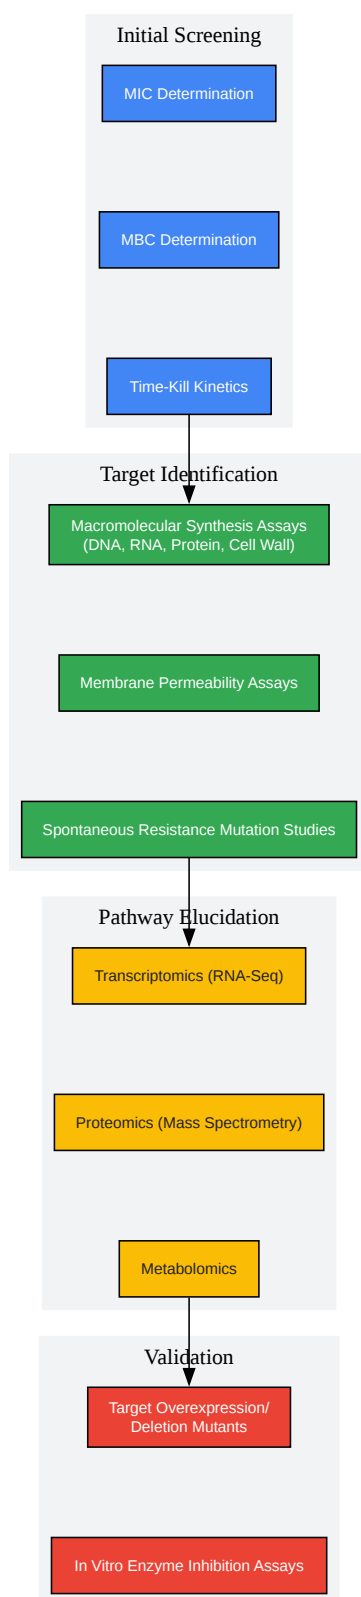 Initial Screening
MIC Determination
MBC Determination
Time-Kill Kinetics
Target Identification
Macromolecular Synthesis Assays
(DNA, RNA, Protein, Cell Wall)
Membrane Permeability Assays
Spontaneous Resistance Mutation Studies
Pathway Elucidation
Transcriptomics (RNA-Seq)
Proteomics (Mass Spectrometry)
Metabolomics
Validation
Target Overexpression/
Deletion Mutants
In Vitro Enzyme Inhibition Assays